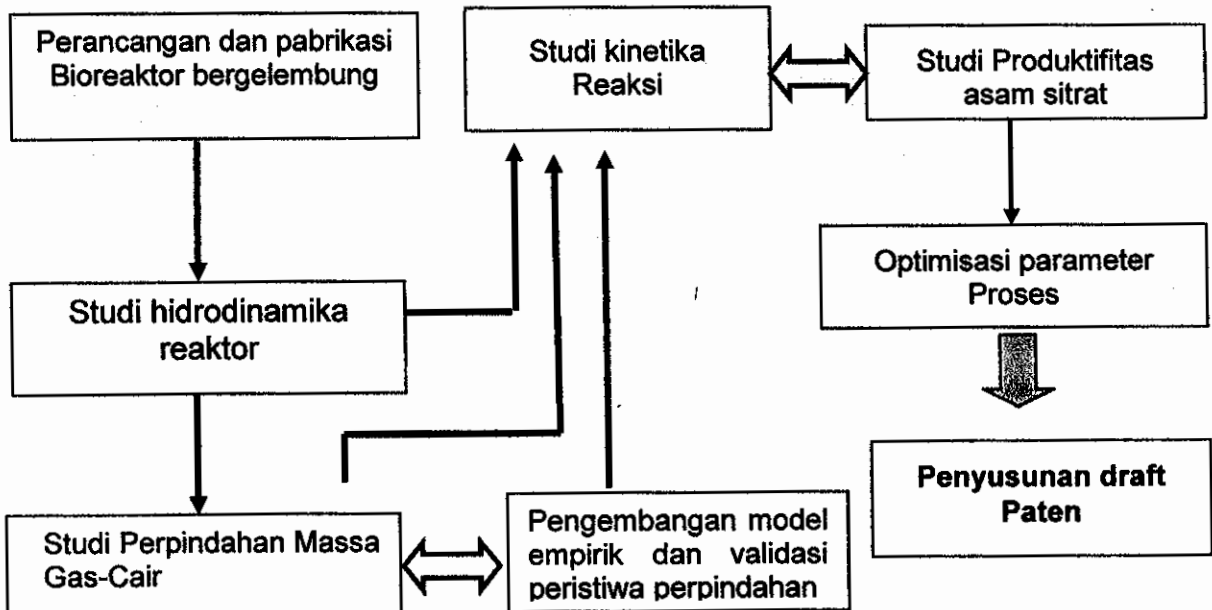 Perancangan dan pabrikasi
Bioreaktor bergelembung
Studi kinetika
Reaksi
Studi Produktifitas
asam sitrat
Studi hidrodinamika
reaktor
Optimisasi parameter
Proses
Studi Perpindahan Massa
Gas-Cair
Pengembangan model
empirik dan validasi
peristiwa perpindahan
Penyusunan draft
Paten